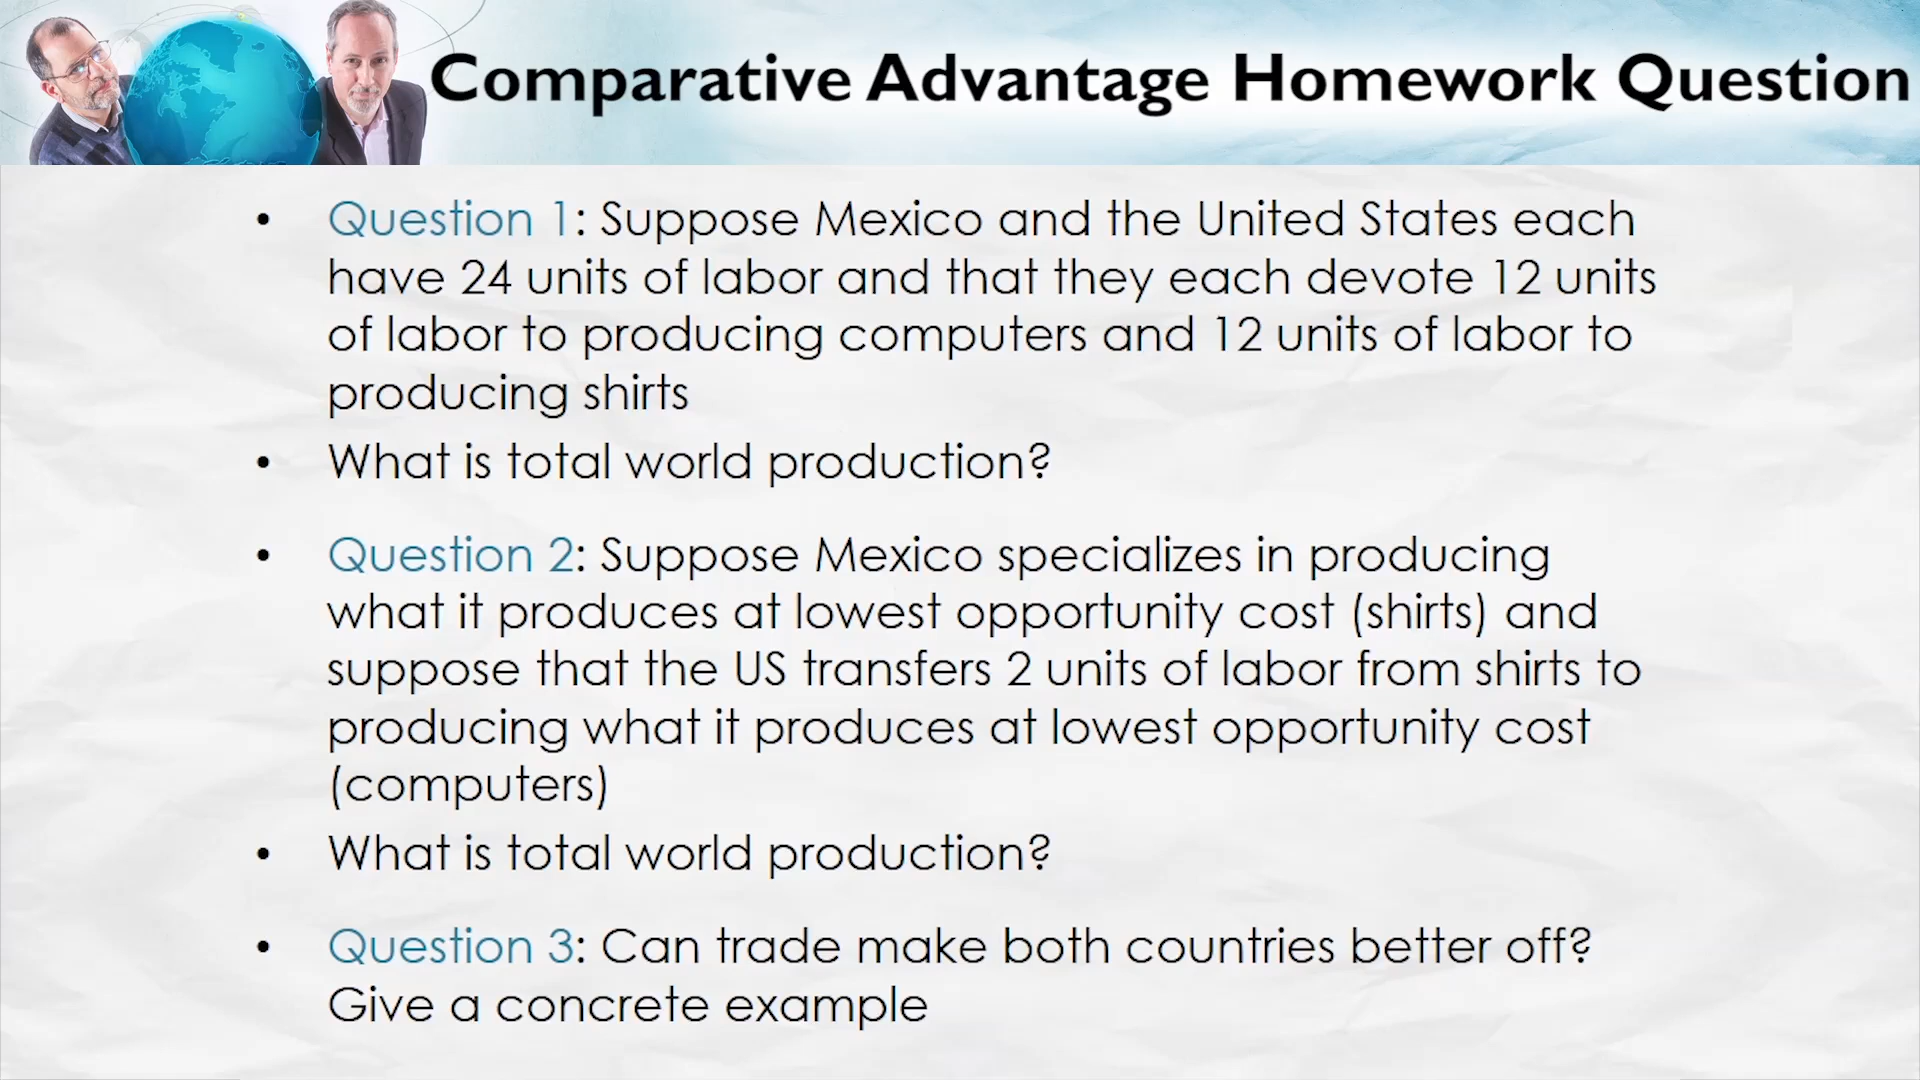 Comparative Advantage Homework Question
• Question 1: Suppose Mexico and the United States each
have 24 units of labor and that they each devote 12 units
of labor to producing computers and 12 units of labor to
producing shirts
• What is total world production?
• Question 2: Suppose Mexico specializes in producing
what it produces at lowest opportunity cost (shirts) and
suppose that the US transfers 2 units of labor from shirts to
producing what it produces at lowest opportunity cost
(computers)
• What is total world production?
• Question 3: Can trade make both countries better off?
Give a concrete example